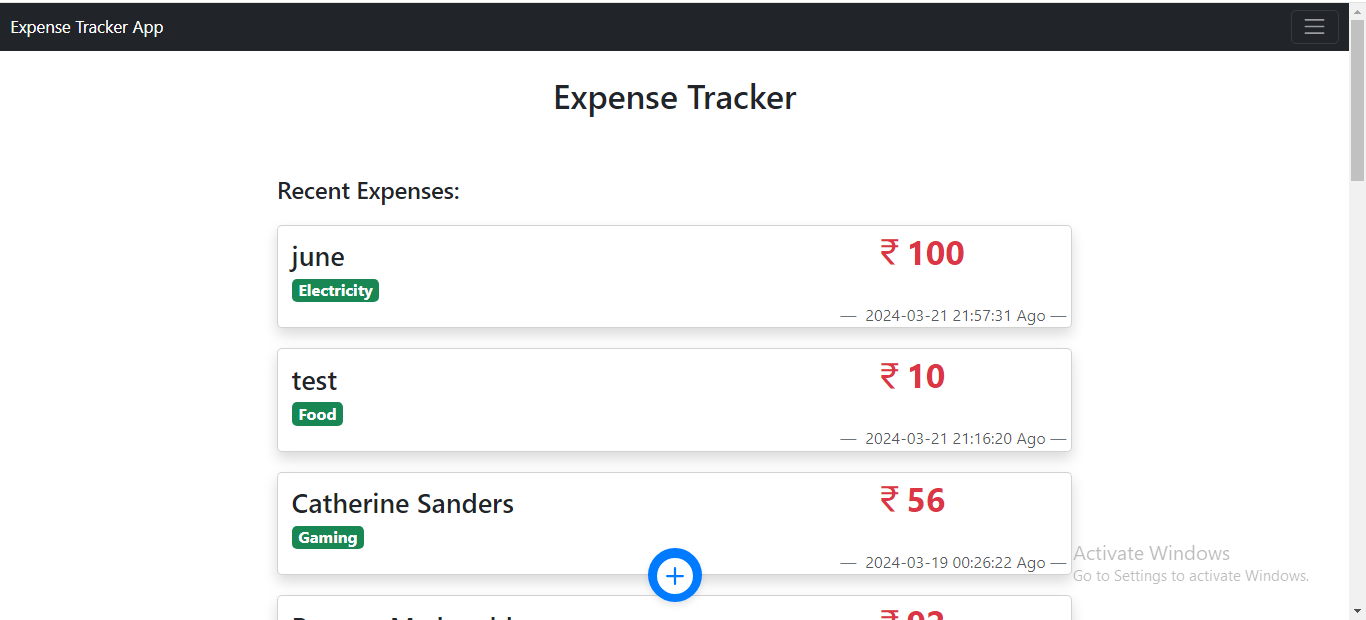 Expense Tracker App
Expense Tracker
Recent Expenses:
june
₹ 100
Electricity
— 2024-03-21 21:57:31 Ago —
test
₹ 10
Food
— 2024-03-21 21:16:20 Ago —
Catherine Sanders
₹ 56
Gaming
— 2024-03-19 00:26:22 Ago —
Activate Windows
Go to Settings to activate Windows.